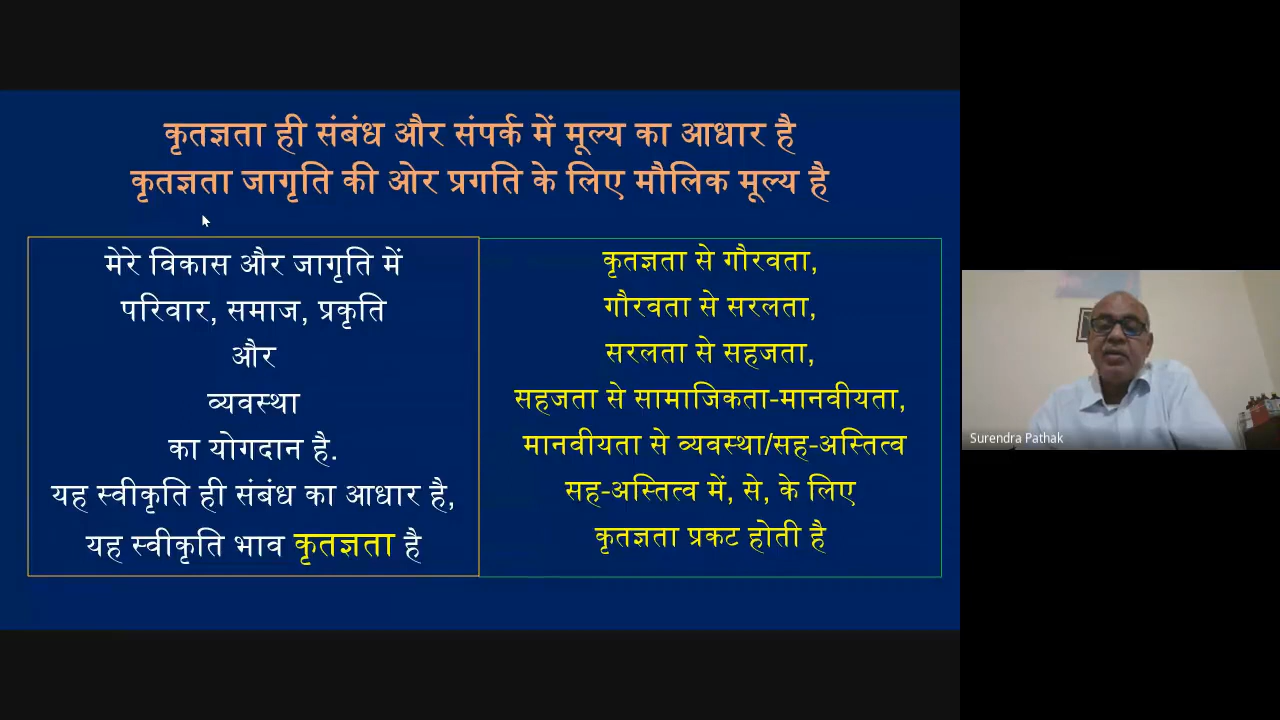 कृतज्ञता ही संबंध और संपर्क में मूल्य का आधार है
कृतज्ञता जागृति की ओर प्रगति के लिए मौलिक मूल्य है
मेरे विकास और जागृति में
परिवार, समाज, प्रकृति
और
व्यवस्था
का योगदान है.
यह स्वीकृति ही संबंध का आधार है,
यह स्वीकृति भाव कृतज्ञता है
कृतज्ञता से गौरवता,
गौरवता से सरलता,
सरलता से सहजता,
सहजता से सामाजिकता-मानवीयता,
मानवीयता से व्यवस्था/सह-अस्तित्व
सह-अस्तित्व में, से, के लिए
कृतज्ञता प्रकट होती है
Surendra Pathak